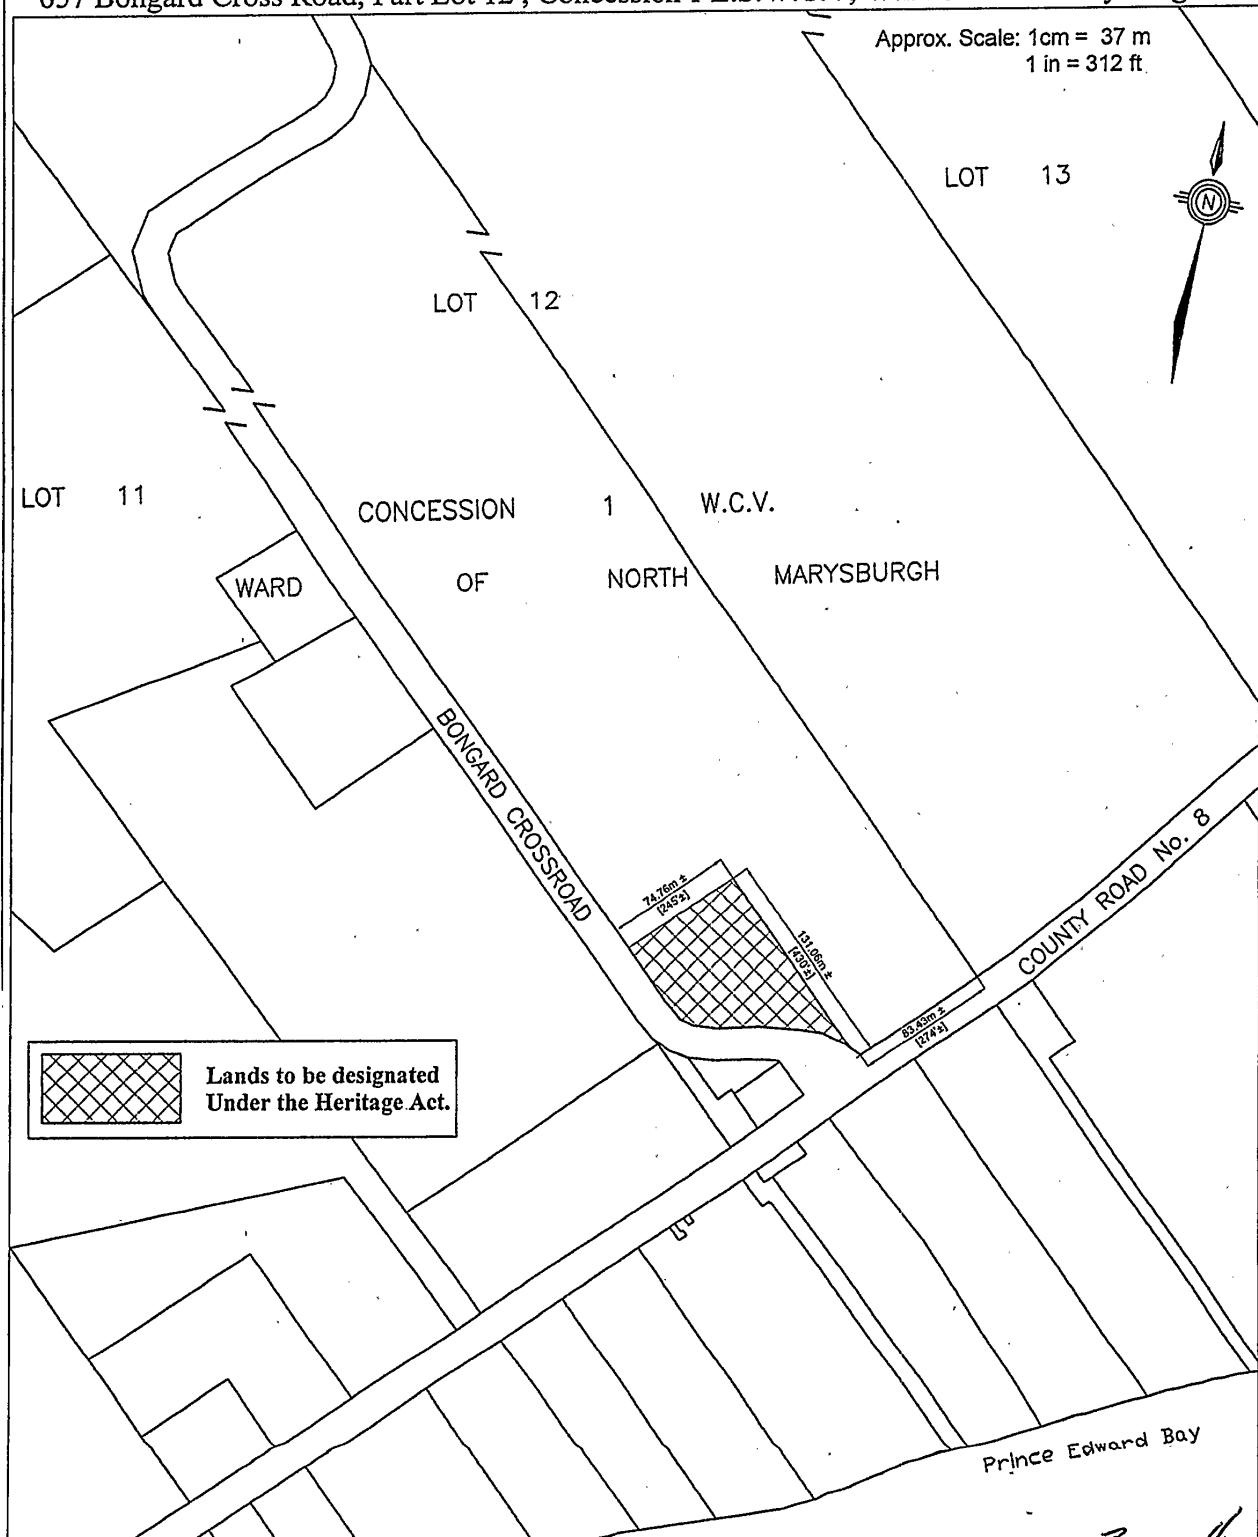 Bongard Cross Road, Part Lot 12, Concession 1
Approx. Scale: 1cm = 37 m
1 in = 312 ft
LOT 13
N
LOT 12
LOT 11
CONCESSION 1 W.C.V.
WARD OF NORTH MARYSBURGH
BONGARD CROSSROAD
COUNTY ROAD No. 8
74.76m ±
[245'±]
131.06m ±
[430'±]
83.43m ±
[274'±]
Lands to be designated
Under the Heritage Act.
Prince Edward Bay